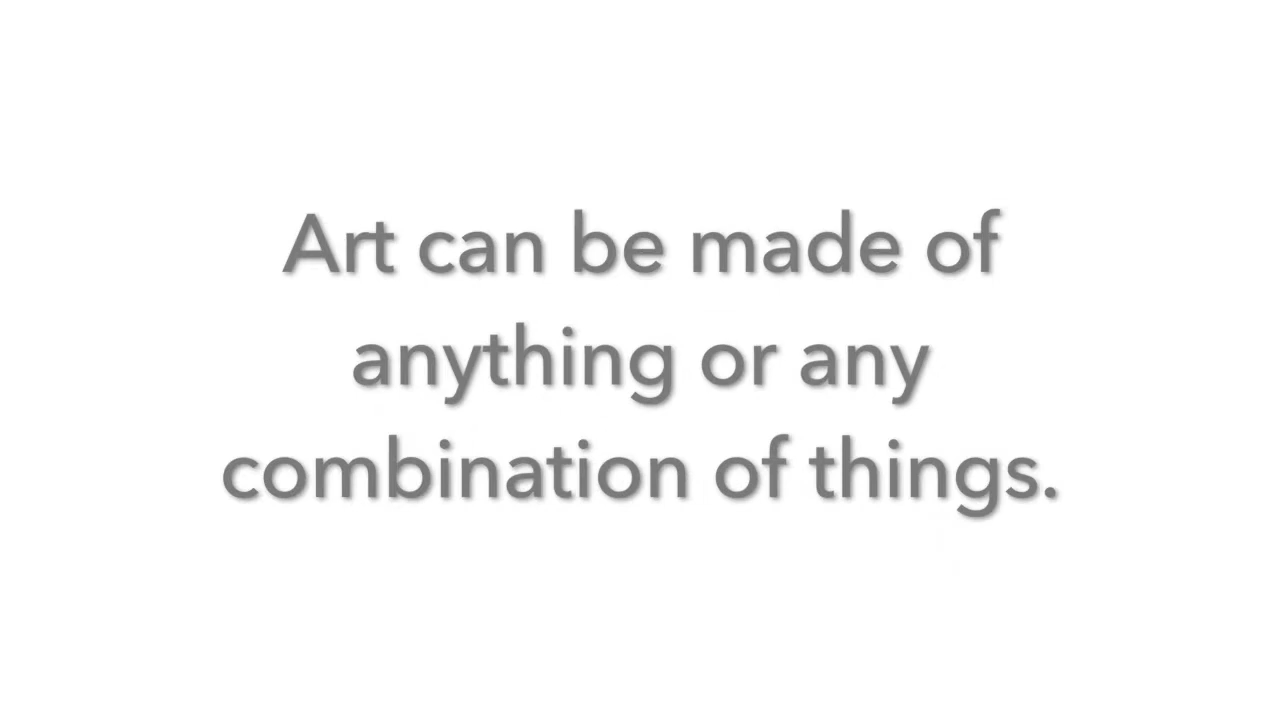 Art can be made of
anything or any
combination of things.